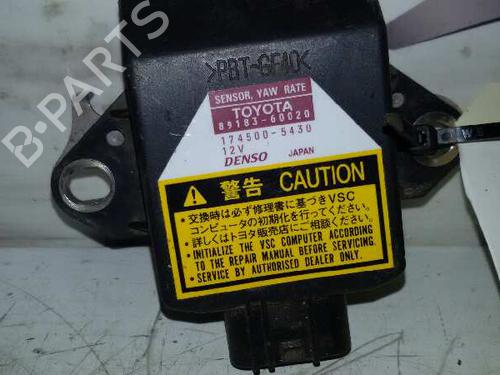 B-PARTS
>PBT-GF40<
SENSOR, YAW RATE
TOYOTA
89183-60020
174500-5430
12V
DENSO JAPAN
警告 CAUTION
•交換時は必ず修理書に基づきVSC
コンピュータの初期化を行ってください。
•詳しくはトヨタ販売店にご相談ください。
•INITIALIZE THE VSC COMPUTER ACCORDING
TO THE REPAIR MANUAL BEFORE SERVICING.
•SERVICE BY AUTHORISED DEALER ONLY.